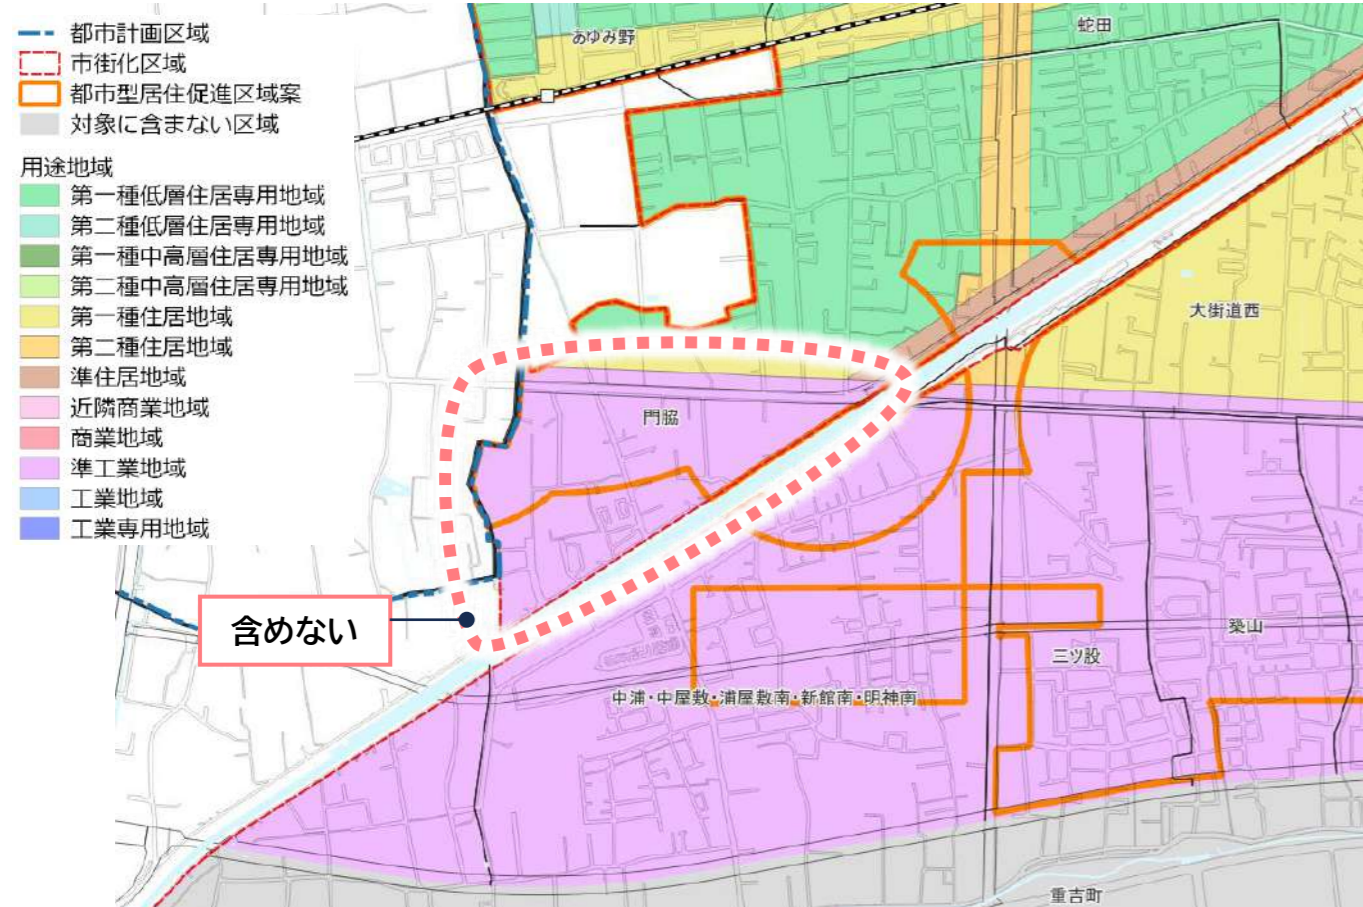 都市計画区域
市街化区域
都市型居住促進区域案
対象に含まない区域
用途地域
第一種低層住居専用地域
第二種低層住居専用地域
第一種中高層住居専用地域
第二種中高層住居専用地域
第一種住居地域
第二種住居地域
準住居地域
近隣商業地域
商業地域
準工業地域
工業地域
工業専用地域
あゆみ野
蛇田
大街道西
門脇
含めない
築山
三ツ股
中浦・中屋敷・浦屋敷南・新館南・明神南
重吉町